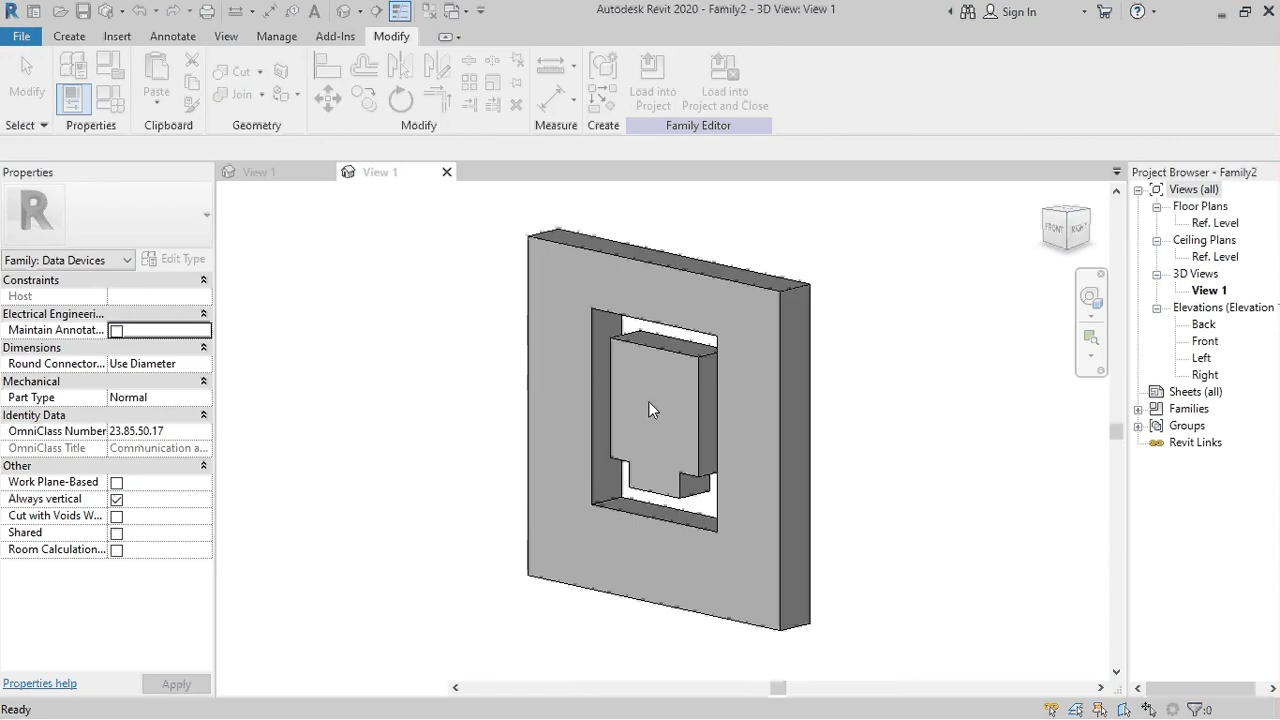 Autodesk Revit 2020 - Family2 - 3D View: View 1
Sign In
File Create Insert Annotate View Manage Add-Ins Modify
Modify Paste Cut Join Load into Project Load into Project and Close
Select Properties Clipboard Geometry Modify Measure Create Family Editor
Properties
View 1 View 1
Project Browser - Family2
R
Family: Data Devices Edit Type
Constraints
Host
Electrical Engineeri...
Maintain Annotat...
Dimensions
Round Connector... Use Diameter
Mechanical
Part Type Normal
Identity Data
OmniClass Number 23.85.50.17
OmniClass Title Communication a...
Other
Work Plane-Based
Always vertical
Cut with Voids W...
Shared
Room Calculation...
Properties help Apply
FRONT RIGHT
Views (all)
Floor Plans
Ref. Level
Ceiling Plans
Ref. Level
3D Views
View 1
Elevations (Elevation
Back
Front
Left
Right
Sheets (all)
Families
Groups
Revit Links
Ready
:0